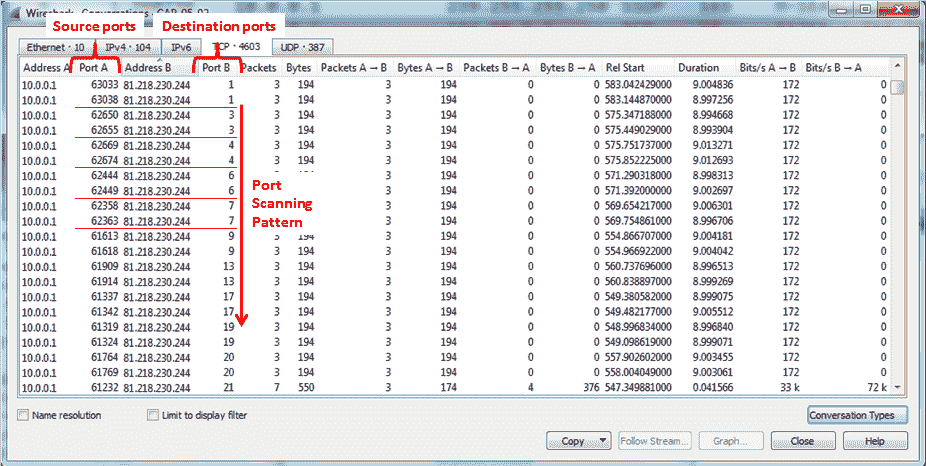 Conversations
Source ports Destination ports
Ethernet · 10 IPv4 · 104 IPv6 TCP · 4603 UDP · 387
Address A Port A Address B Port B Packets Bytes Packets A → B Bytes A → B Packets B → A Bytes B → A Rel Start Duration Bits/s A → B Bits/s B → A
10.0.0.1 63033 81.218.230.244 1 3 194 3 194 0 0 583.042429000 9.004836 172 0
10.0.0.1 63038 81.218.230.244 1 3 194 3 194 0 0 583.144870000 8.997256 172 0
10.0.0.1 62650 81.218.230.244 3 3 194 3 194 0 0 575.347188000 8.994668 172 0
10.0.0.1 62655 81.218.230.244 3 3 194 3 194 0 0 575.449029000 8.993904 172 0
10.0.0.1 62669 81.218.230.244 4 3 194 3 194 0 0 575.751737000 9.013271 172 0
10.0.0.1 62674 81.218.230.244 4 3 194 3 194 0 0 575.852225000 9.012693 172 0
10.0.0.1 62444 81.218.230.244 6 3 194 0 0 571.290318000 8.998313 172 0
10.0.0.1 62449 81.218.230.244 6 3 194 0 0 571.392000000 9.002697 172 0
10.0.0.1 62358 81.218.230.244 7 3 194 0 0 569.654217000 9.006301 172 0
10.0.0.1 62363 81.218.230.244 7 3 194 0 0 569.754861000 8.996706 172 0
Port
Scanning
Pattern
10.0.0.1 61613 81.218.230.244 9 3 194 3 194 0 0 554.866707000 9.004181 172 0
10.0.0.1 61618 81.218.230.244 9 3 194 3 194 0 0 554.966922000 9.004042 172 0
10.0.0.1 61909 81.218.230.244 13 3 194 3 194 0 0 560.737696000 8.996513 172 0
10.0.0.1 61914 81.218.230.244 13 3 194 3 194 0 0 560.838897000 8.999269 172 0
10.0.0.1 61337 81.218.230.244 17 3 194 3 194 0 0 549.380582000 8.999075 172 0
10.0.0.1 61342 81.218.230.244 17 3 194 3 194 0 0 549.482177000 9.005512 172 0
10.0.0.1 61319 81.218.230.244 19 3 194 3 194 0 0 548.996834000 8.996840 172 0
10.0.0.1 61324 81.218.230.244 19 3 194 3 194 0 0 549.098619000 8.999071 172 0
10.0.0.1 61764 81.218.230.244 20 3 194 3 194 0 0 557.902602000 9.003455 172 0
10.0.0.1 61769 81.218.230.244 20 3 194 3 194 0 0 558.004049000 9.003061 172 0
10.0.0.1 61232 81.218.230.244 21 7 550 3 174 4 376 547.349881000 0.041566 33 k 72 k
Name resolution Limit to display filter Conversation Types
Copy Follow Stream... Graph... Close Help